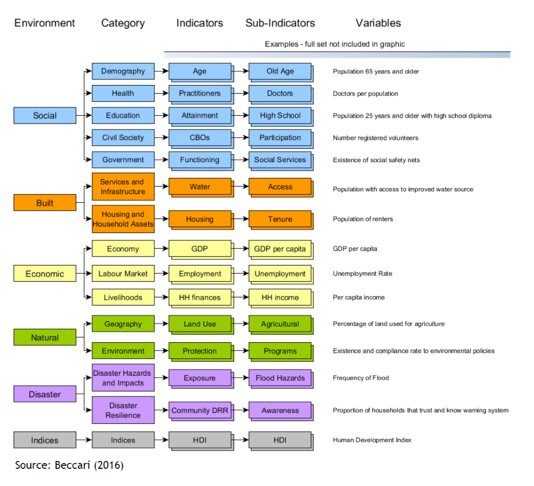 Environment Category Indicators Sub-Indicators Variables
Examples - full set not included in graphic
Social
Demography Age Old Age Population 65 years and older
Health Practitioners Doctors Doctors per population
Education Attainment High School Population 25 years and older with high school diploma
Civil Society CBOs Participation Number registered volunteers
Government Functioning Social Services Existence of social safety nets
Built
Services and
Infrastructure Water Access Population with access to improved water source
Housing and
Household Assets Housing Tenure Population of renters
Economic
Economy GDP GDP per capita GDP per capita
Labour Market Employment Unemployment Unemployment Rate
Livelihoods HH finances HH income Per capita income
Natural
Geography Land Use Agricultural Percentage of land used for agriculture
Environment Protection Programs Existence and compliance rate to environmental policies
Disaster
Disaster Hazards
and Impacts Exposure Flood Hazards Frequency of Flood
Disaster
Resilience Community DRR Awareness Proportion of households that trust and know warning system
Indices Indices HDI HDI Human Development Index
Source: Beccari (2016)